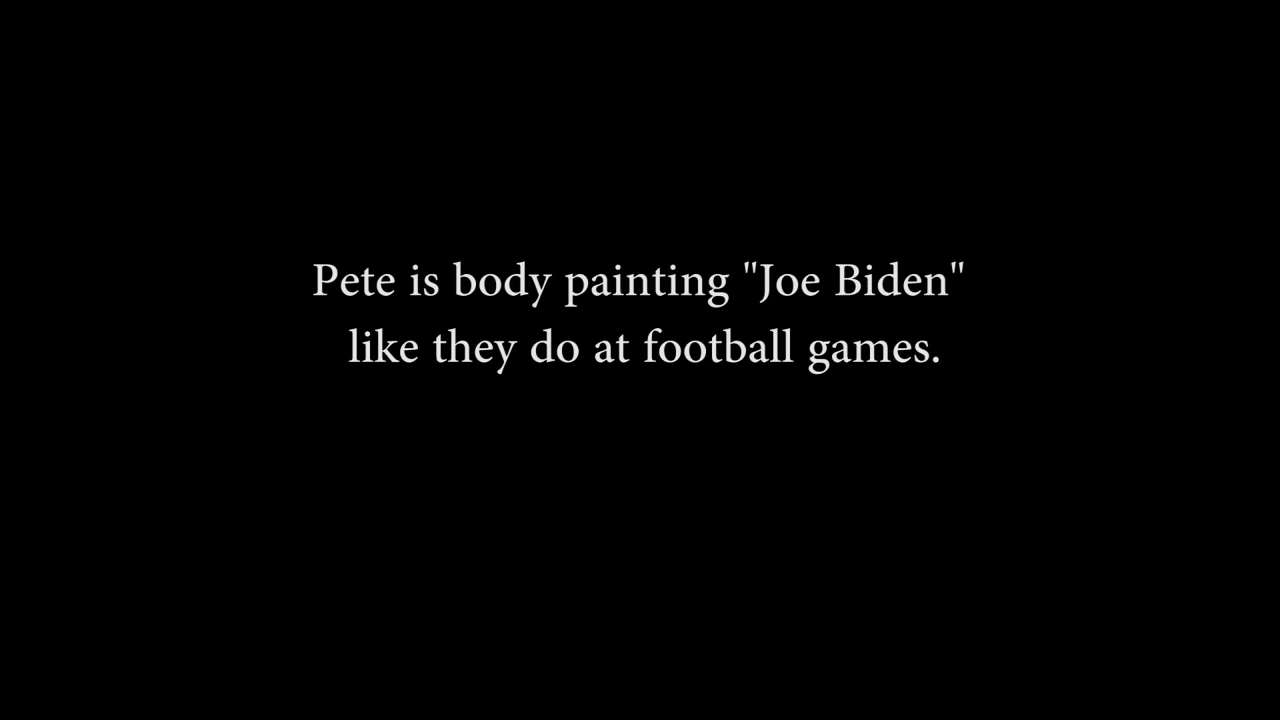 Pete is body painting "Joe Biden"
like they do at football games.